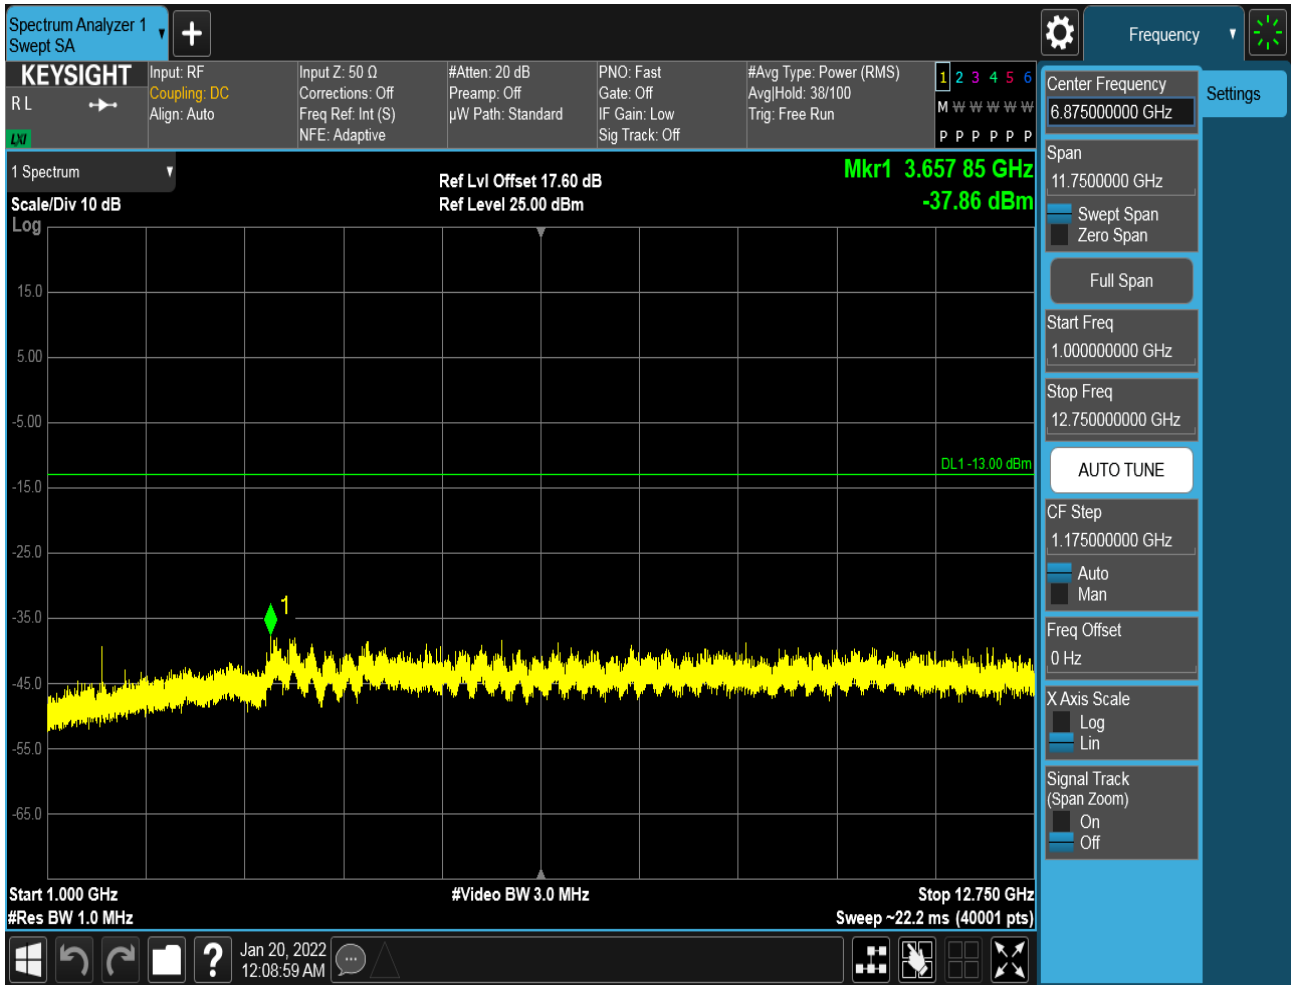 Spectrum Analyzer 1
Swept SA
Frequency
KEYSIGHT
R L
LXI
Input: RF
Coupling: DC
Align: Auto
Input Z: 50 Ω
Corrections: Off
Freq Ref: Int (S)
NFE: Adaptive
#Atten: 20 dB
Preamp: Off
µW Path: Standard
PNO: Fast
Gate: Off
IF Gain: Low
Sig Track: Off
#Avg Type: Power (RMS)
Avg|Hold: 38/100
Trig: Free Run
1 2 3 4 5 6
M W W W W W
P P P P P P
1 Spectrum
Scale/Div 10 dB
Log
Ref Lvl Offset 17.60 dB
Ref Level 25.00 dBm
Mkr1 3.657 85 GHz
-37.86 dBm
15.0
5.00
-5.00
-15.0
-25.0
-35.0
-45.0
-55.0
-65.0
DL1 -13.00 dBm
1
Start 1.000 GHz
#Res BW 1.0 MHz
#Video BW 3.0 MHz
Stop 12.750 GHz
Sweep ~22.2 ms (40001 pts)
Jan 20, 2022
12:08:59 AM
Center Frequency
6.875000000 GHz
Settings
Span
11.7500000 GHz
Swept Span
Zero Span
Full Span
Start Freq
1.000000000 GHz
Stop Freq
12.750000000 GHz
AUTO TUNE
CF Step
1.175000000 GHz
Auto
Man
Freq Offset
0 Hz
X Axis Scale
Log
Lin
Signal Track
(Span Zoom)
On
Off